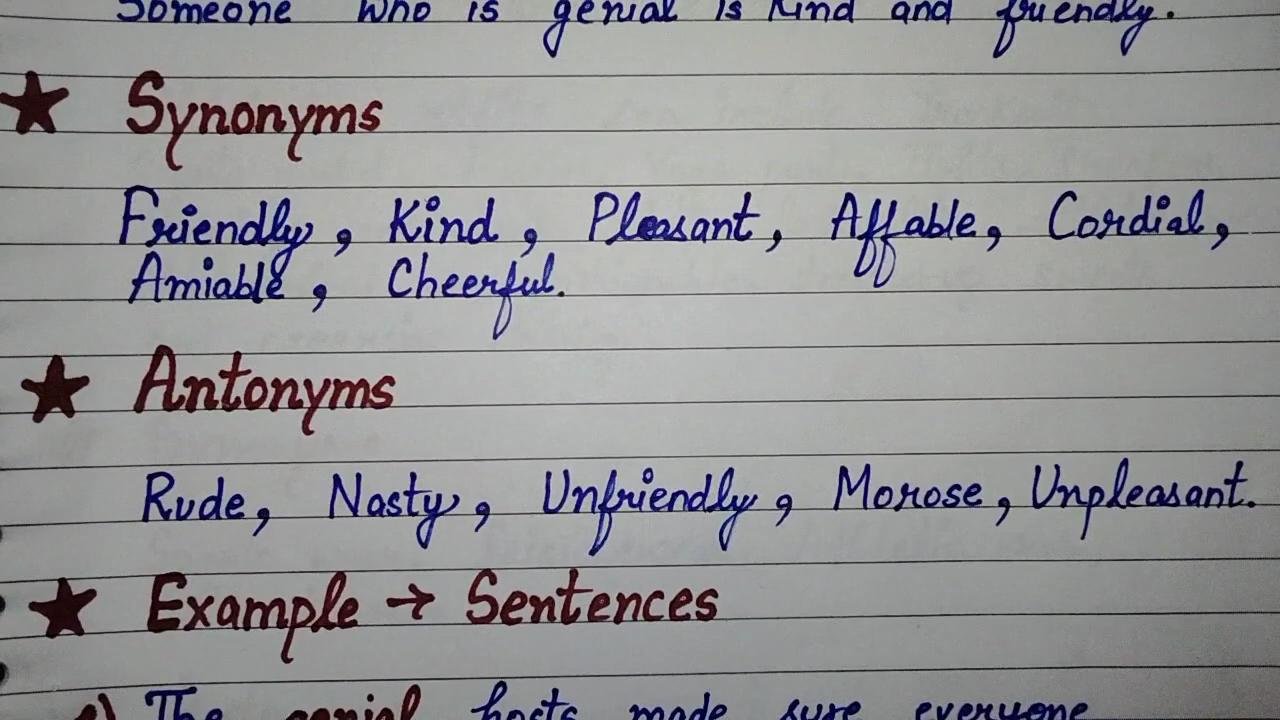 Someone who is genial is kind and friendly.
★ Synonyms
Friendly, Kind, Pleasant, Affable, Cordial,
Amiable, Cheerful.
★ Antonyms
Rude, Nasty, Unfriendly, Morose, Unpleasant.
★ Example → Sentences
a) The genial hosts made sure everyone